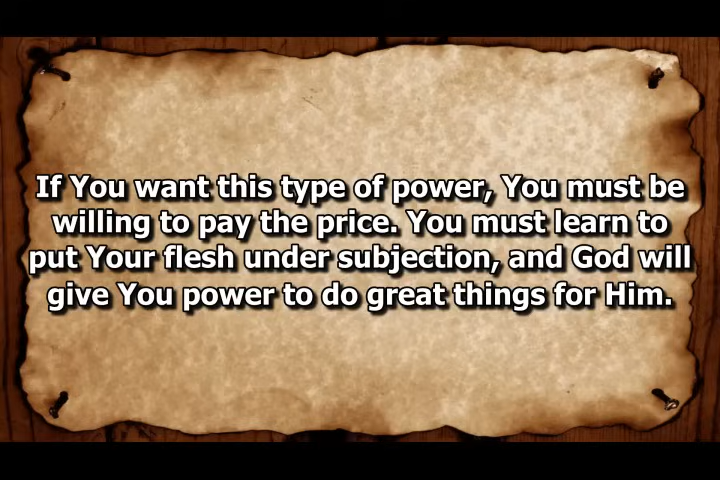 If You want this type of power, You must be
willing to pay the price. You must learn to
put Your flesh under subjection, and God will
give You power to do great things for Him.